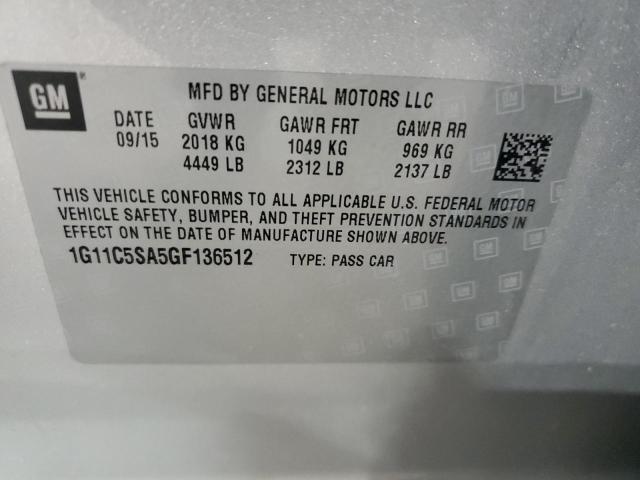 GM
MFD BY GENERAL MOTORS LLC
DATE GVWR GAWR FRT GAWR RR
09/15 2018 KG 1049 KG 969 KG
4449 LB 2312 LB 2137 LB
THIS VEHICLE CONFORMS TO ALL APPLICABLE U.S. FEDERAL MOTOR
VEHICLE SAFETY, BUMPER, AND THEFT PREVENTION STANDARDS IN
EFFECT ON THE DATE OF MANUFACTURE SHOWN ABOVE.
1G11C5SA5GF136512 TYPE: PASS CAR